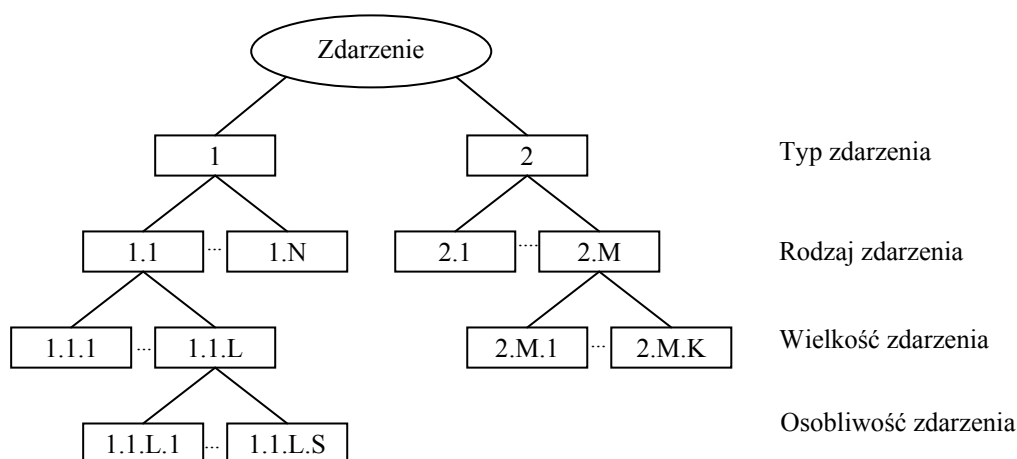 Zdarzenie
1 2 Typ zdarzenia
1.1 ... 1.N 2.1 .... 2.M Rodzaj zdarzenia
1.1.1 ... 1.1.L 2.M.1 ... 2.M.K Wielkość zdarzenia
1.1.L.1 ... 1.1.L.S Osobliwość zdarzenia